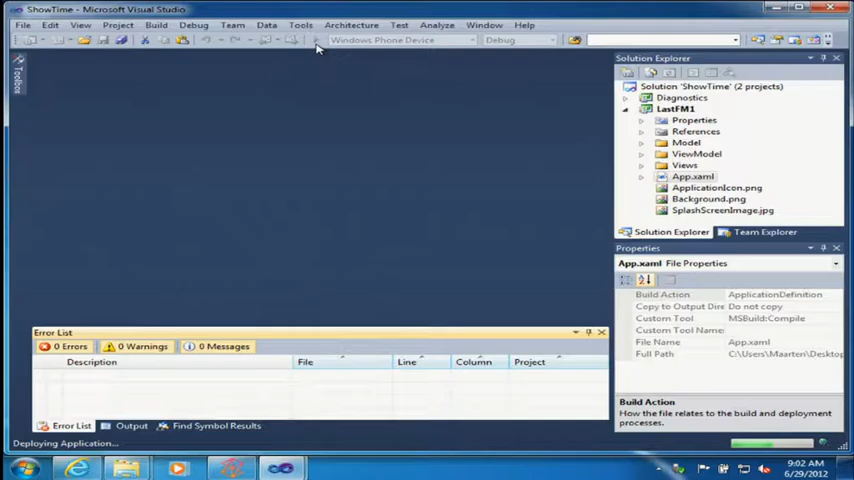 ShowTime - Microsoft Visual Studio
File Edit View Project Build Debug Team Data Tools Architecture Test Analyze Window Help
Windows Phone Device Debug
Toolbox
Solution Explorer
Solution 'ShowTime' (2 projects)
Diagnostics
LastFM1
Properties
References
Model
ViewModel
Views
App.xaml
ApplicationIcon.png
Background.png
SplashScreenImage.jpg
Solution Explorer Team Explorer
Properties
App.xaml File Properties
Build Action ApplicationDefinition
Copy to Output Dire Do not copy
Custom Tool MSBuild:Compile
Custom Tool Name
File Name App.xaml
Full Path C:\Users\Maarten\Desktop
Build Action
How the file relates to the build and deployment
processes.
Error List
0 Errors 0 Warnings 0 Messages
Description File Line Column Project
Error List Output Find Symbol Results
Deploying Application...
9:02 AM
6/29/2012